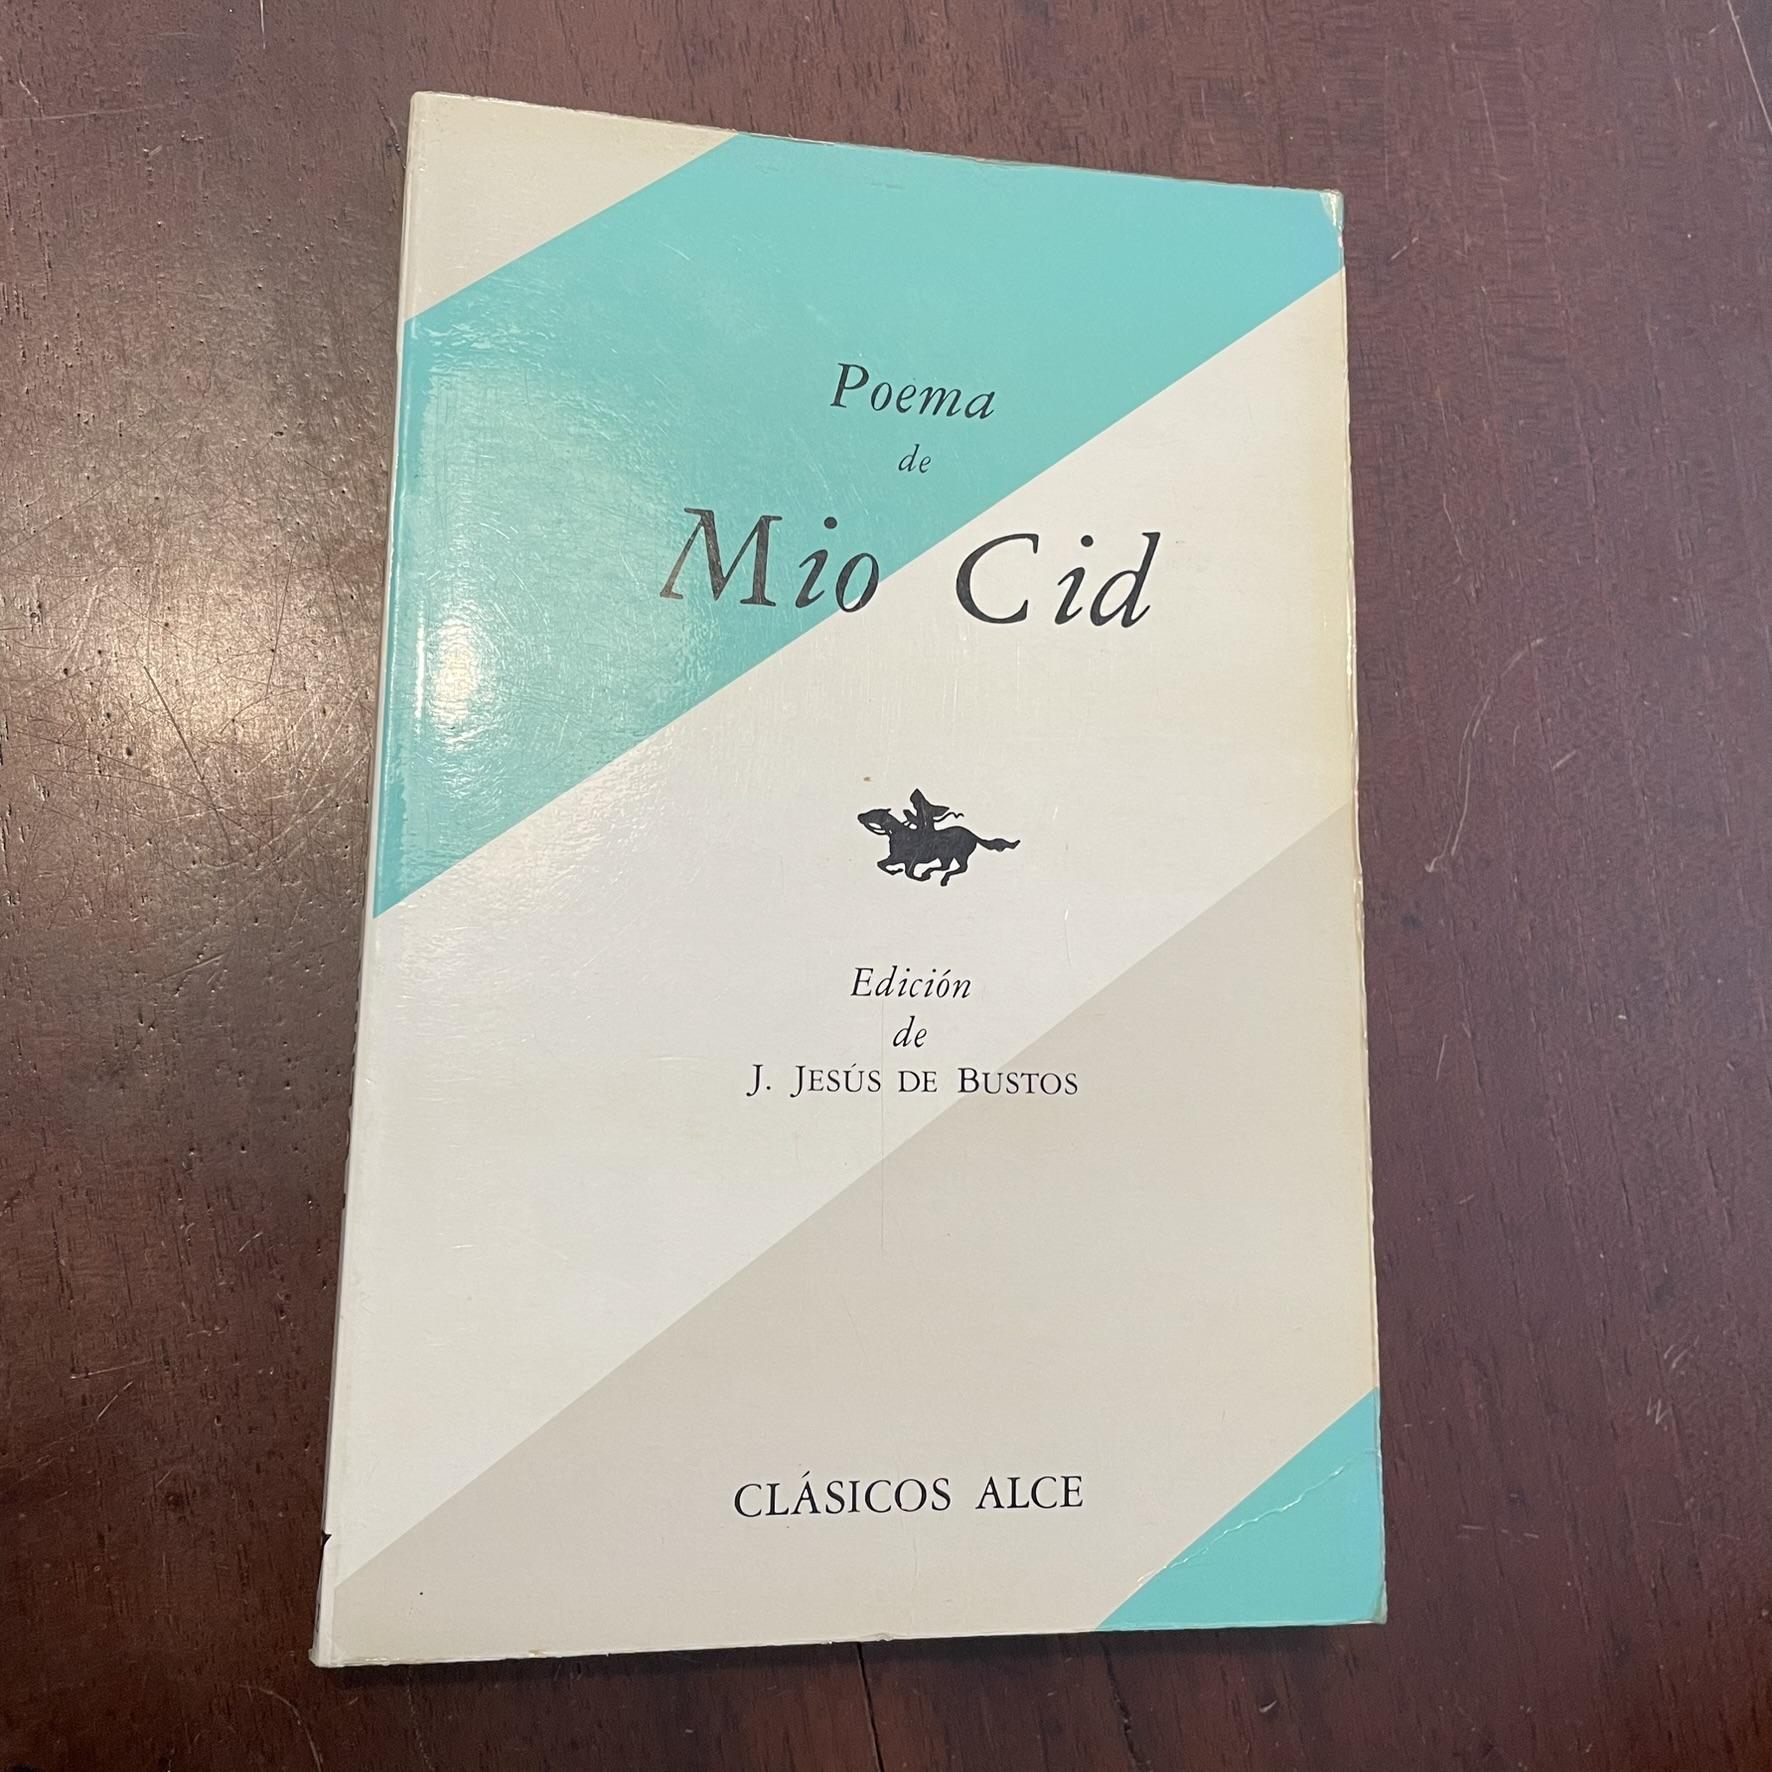 Poema
de
Mio Cid
Edición
de
J. JESÚS DE BUSTOS
CLÁSICOS ALCE